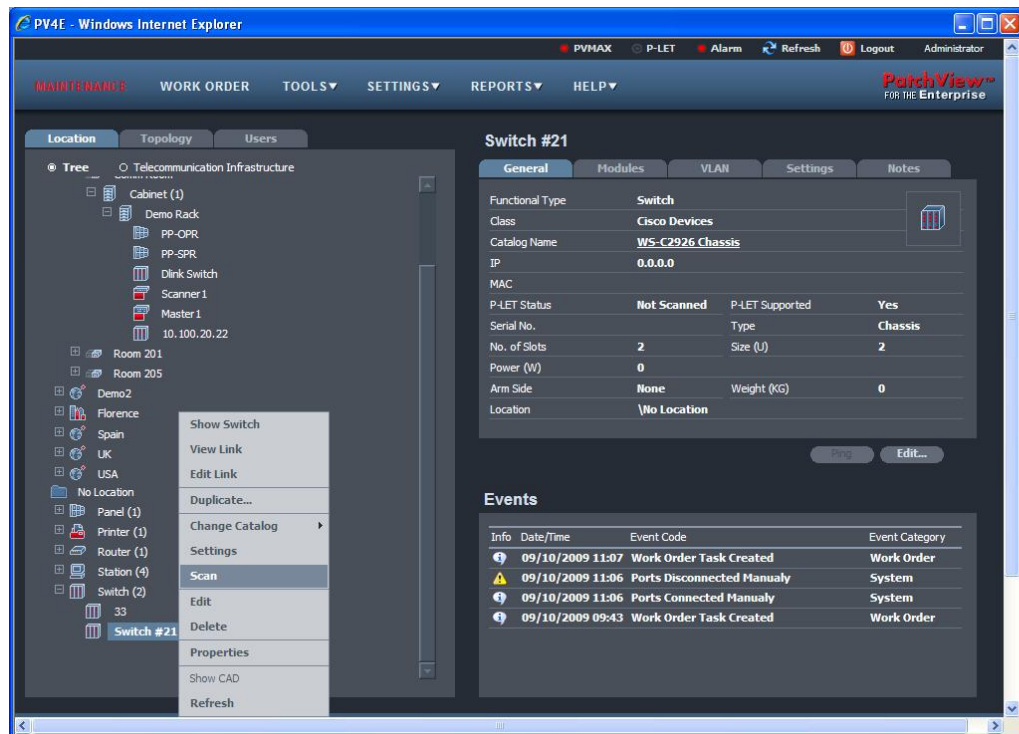 PV4E - Windows Internet Explorer
PVMAX P-LET Alarm Refresh Logout Administrator
MAINTENANCE WORK ORDER TOOLS▼ SETTINGS▼ REPORTS▼ HELP▼
PatchView™
FOR THE Enterprise
Location Topology Users
Tree Telecommunication Infrastructure
Comm Room
Cabinet (1)
Demo Rack
PP-OPR
PP-SPR
Dlink Switch
Scanner1
Master1
10.100.20.22
Room 201
Room 205
Demo2
Florence
Spain
UK
USA
No Location
Panel (1)
Printer (1)
Router (1)
Station (4)
Switch (2)
33
Switch #21
Show Switch
View Link
Edit Link
Duplicate...
Change Catalog
Settings
Scan
Edit
Delete
Properties
Show CAD
Refresh
Switch #21
General Modules VLAN Settings Notes
Functional Type Switch
Class Cisco Devices
Catalog Name WS-C2926 Chassis
IP 0.0.0.0
MAC
P-LET Status Not Scanned P-LET Supported Yes
Serial No. Type Chassis
No. of Slots 2 Size (U) 2
Power (W) 0
Arm Side None Weight (KG) 0
Location \No Location
Ping Edit...
Events
Info Date/Time Event Code Event Category
09/10/2009 11:07 Work Order Task Created Work Order
09/10/2009 11:06 Ports Disconnected Manualy System
09/10/2009 11:06 Ports Connected Manualy System
09/10/2009 09:43 Work Order Task Created Work Order